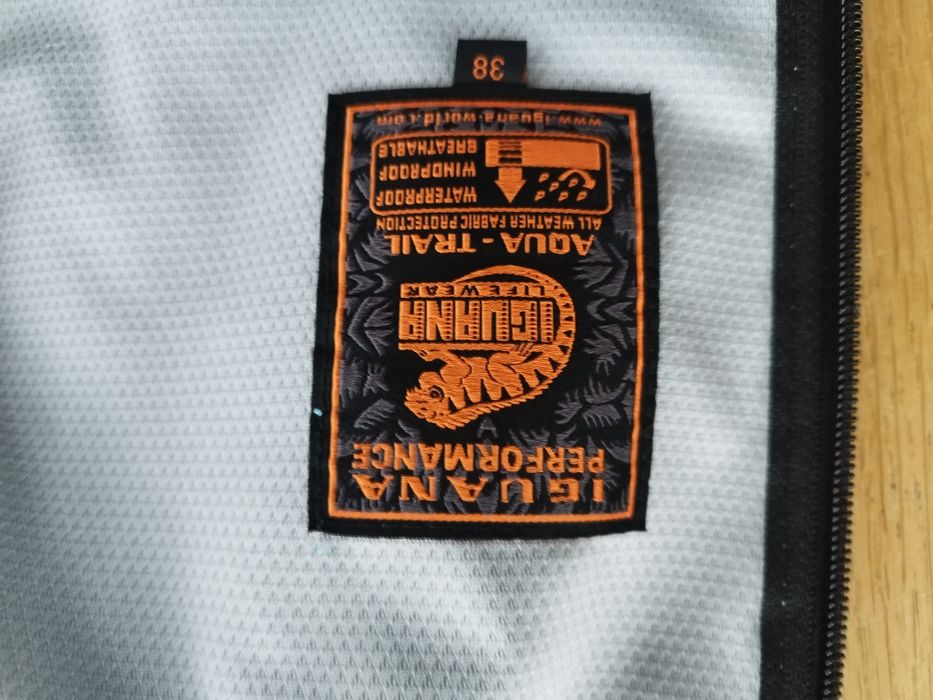 IGUANA
PERFORMANCE
IGUANA
LIFEWEAR
AQUA - TRAIL
ALL WEATHER FABRIC PROTECTION
WATERPROOF
WINDPROOF
BREATHABLE
www.iguana.world.com
38